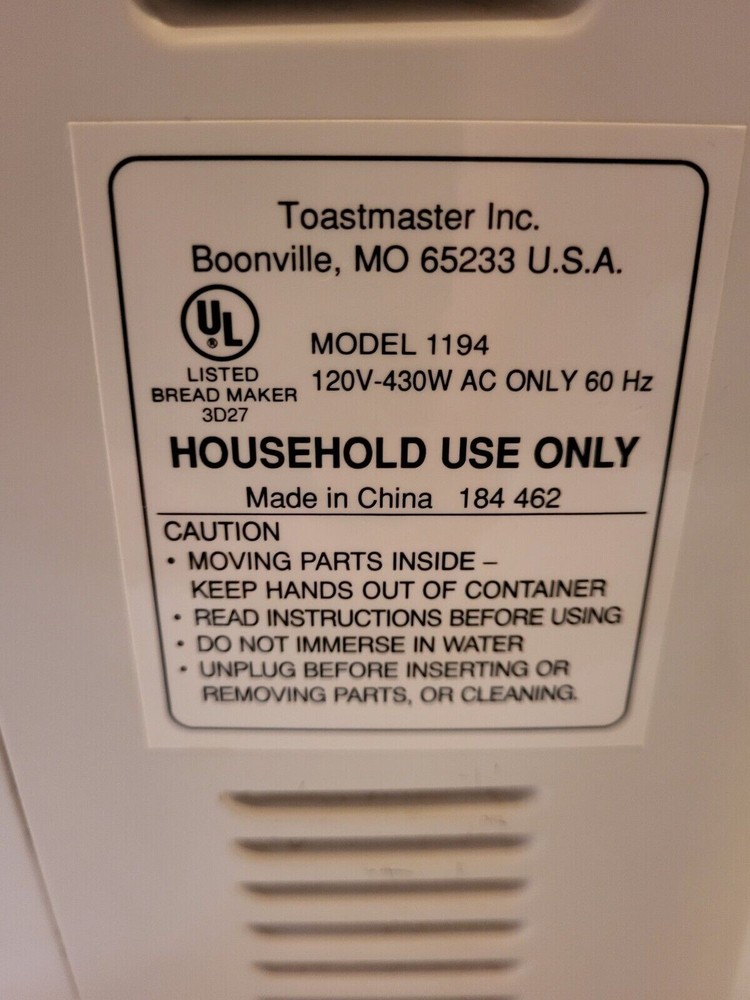 Toastmaster Inc.
Boonville, MO 65233 U.S.A.
UL
®
LISTED
BREAD MAKER
3D27
MODEL 1194
120V-430W AC ONLY 60 Hz
HOUSEHOLD USE ONLY
Made in China 184 462
CAUTION
• MOVING PARTS INSIDE –
KEEP HANDS OUT OF CONTAINER
• READ INSTRUCTIONS BEFORE USING
• DO NOT IMMERSE IN WATER
• UNPLUG BEFORE INSERTING OR
REMOVING PARTS, OR CLEANING.